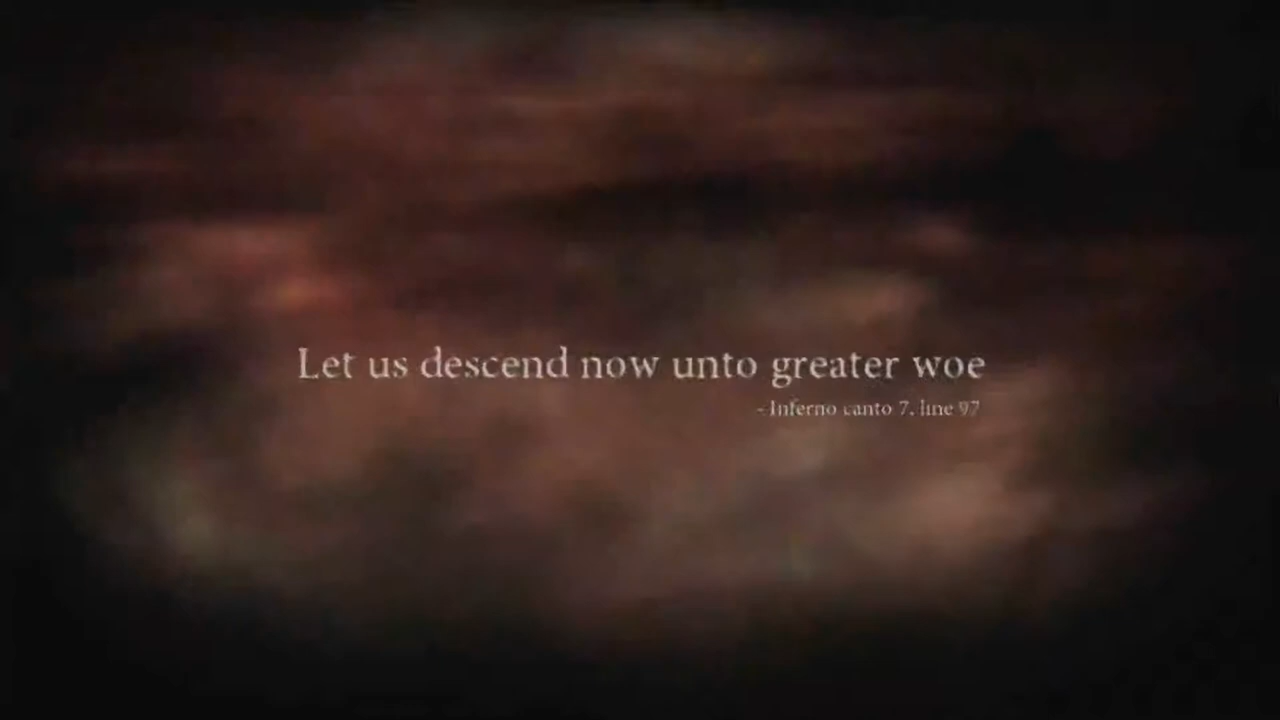 Let us descend now unto greater woe
- Inferno canto 7, line 97